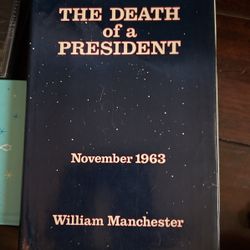 THE DEATH
of a
PRESIDENT
November 1963
William Manchester